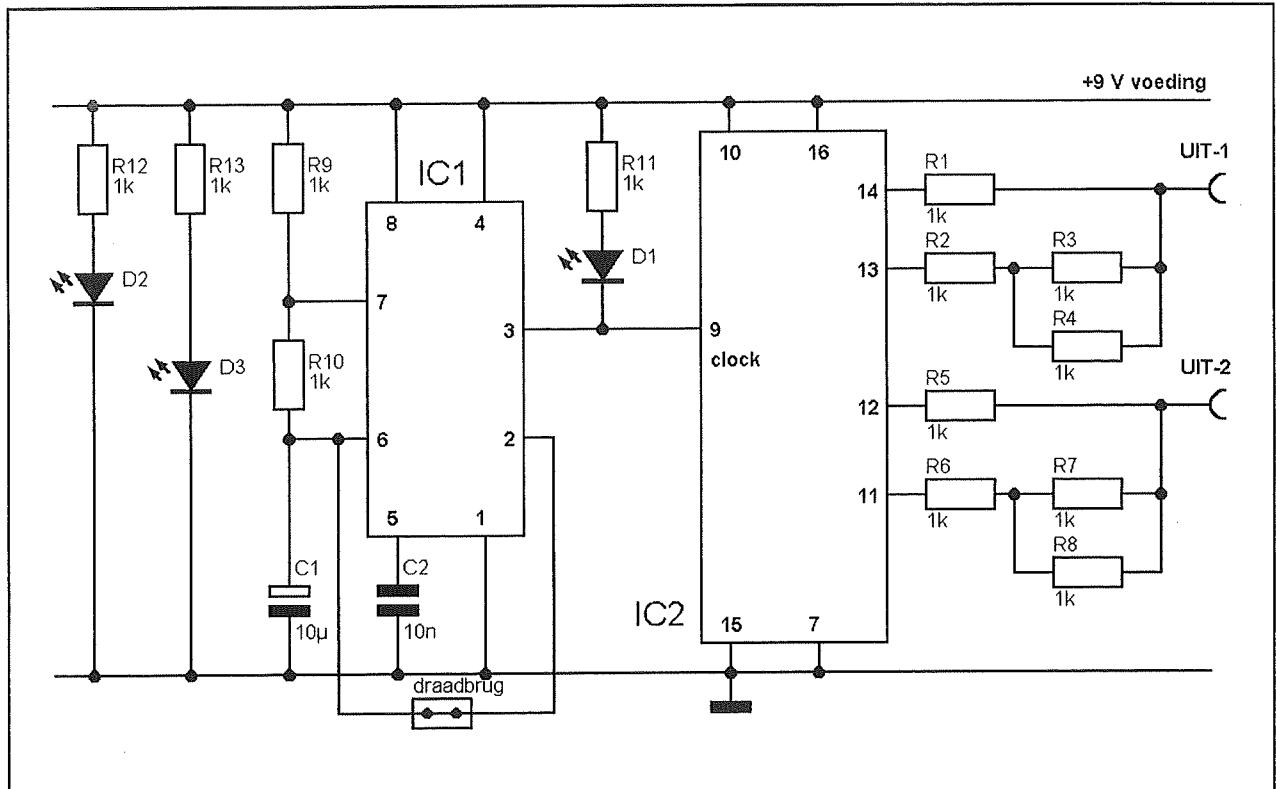 +9 V voeding
R12
1k
R13
1k
R9
1k
IC1
8
4
R11
1k
10
16
R1
1k
UIT-1
14
D2
7
3
D1
9
clock
13
R2
1k
R3
1k
R4
1k
R10
1k
D3
UIT-2
6
2
12
R5
1k
11
R6
1k
R7
1k
R8
1k
5
1
C1
10µ
C2
10n
IC2
15
7
draadbrug